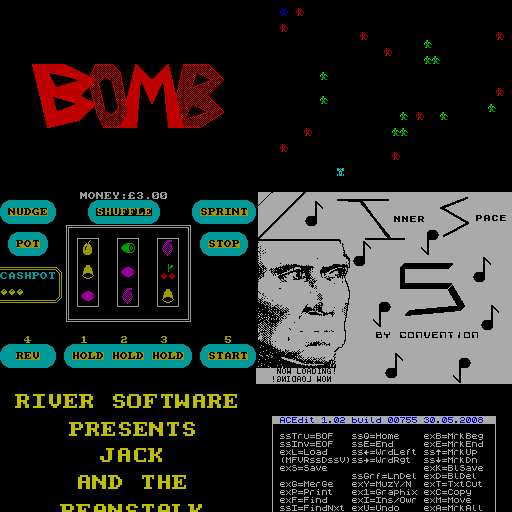 BOMB
MONEY:£3.00
NUDGE SHUFFLE SPRINT
POT STOP
CASHPOT
4 1 2 3 5
REV HOLD HOLD HOLD START
INNER SPACE
S
BY CONVENTION
NOW LOADING!
NOW LOADING!
RIVER SOFTWARE
PRESENTS
JACK
AND THE
BEANSTALK
ACEdit 1.02 build 00755 30.05.2008
ssTru=BOF ssQ=Home exB=MrkBeg
ssInv=EOF ssE=End exE=MrkEnd
exL=Load ss←=WrdLeft ss↑=MrkUp
(MFVRssDssV) ss→=WrdRgt ss↓=MrkDn
exS=Save exK=BlSave
ssGrf=LnDel exD=BlDel
exG=MerGe exY=MuzY/N exT=TxtCut
exP=Print ex1=Graphix exC=Copy
exF=Find ex!=Ins/Owr exM=Move
ssI=FindNxt exU=Undo exA=MrkAll